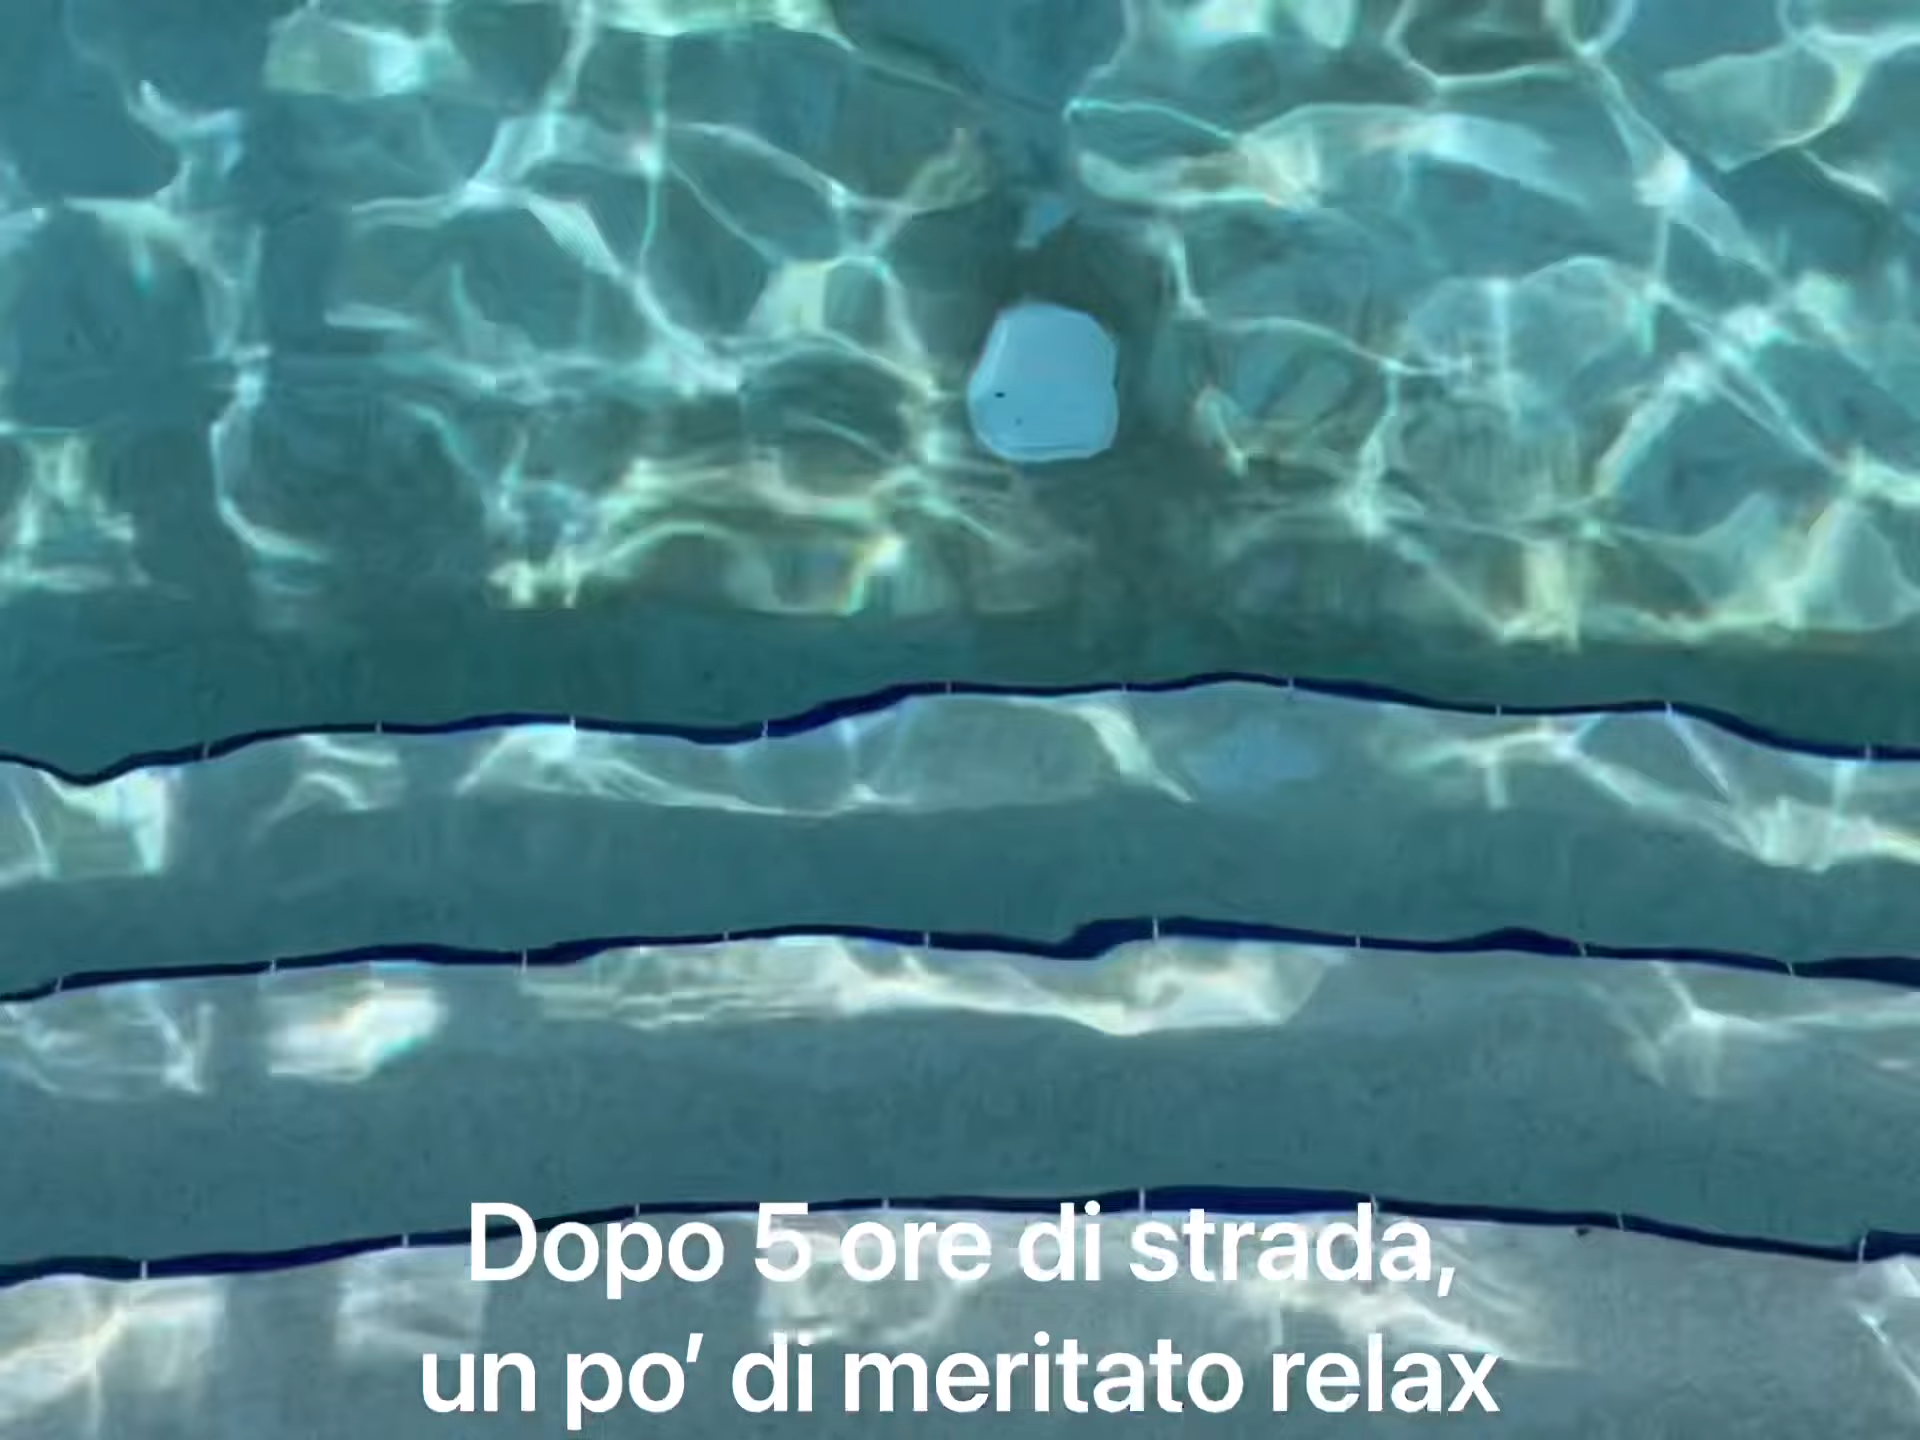 Dopo 5 ore di strada,
un po’ di meritato relax